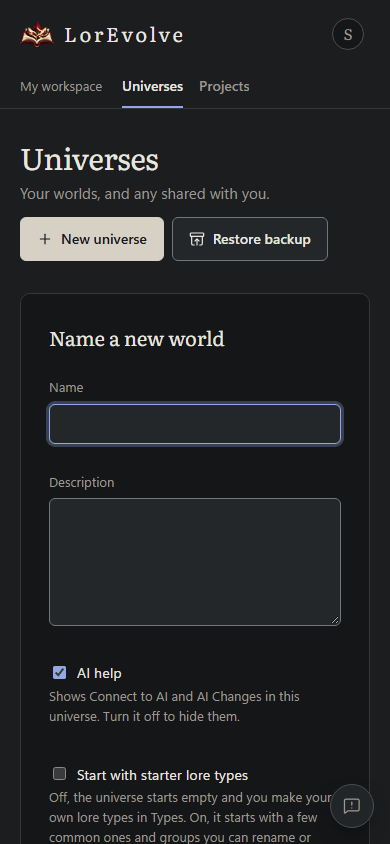 LorEvolve
S
My workspace
Universes
Projects
Universes
Your worlds, and any shared with you.
New universe
Restore backup
Name a new world
Name
Description
AI help
Shows Connect to AI and AI Changes in this
universe. Turn it off to hide them.
Start with starter lore types
Off, the universe starts empty and you make your
own lore types in Types. On, it starts with a few
common ones and groups you can rename or